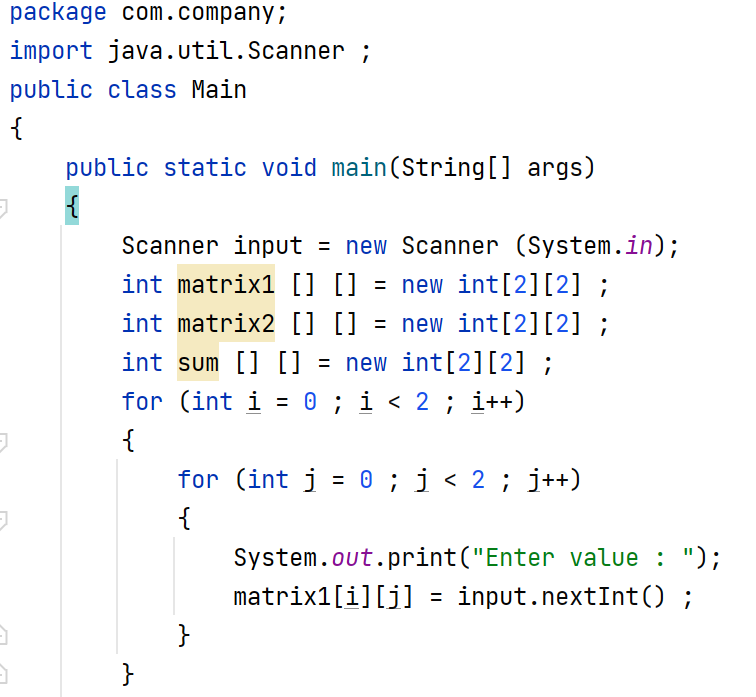 package com.company;
import java.util.Scanner ;
public class Main
{
    public static void main(String[] args)
    {
        Scanner input = new Scanner (System.in);
        int matrix1 [] [] = new int[2][2] ;
        int matrix2 [] [] = new int[2][2] ;
        int sum [] [] = new int[2][2] ;
        for (int i = 0 ; i < 2 ; i++)
        {
            for (int j = 0 ; j < 2 ; j++)
            {
                System.out.print("Enter value : ");
                matrix1[i][j] = input.nextInt() ;
            }
        }